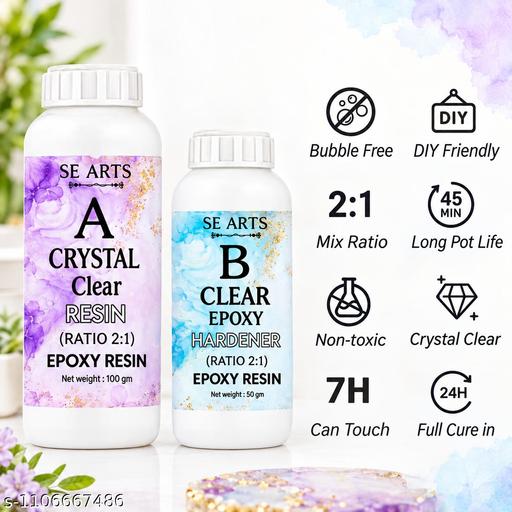 SE ARTS
A
CRYSTAL
Clear
RESIN
(RATIO 2:1)
EPOXY RESIN
Net weight : 100 gm
SE ARTS
B
CLEAR
EPOXY
HARDENER
(RATIO 2:1)
EPOXY RESIN
Net weight : 50 gm
Bubble Free
DIY
DIY Friendly
2:1
Mix Ratio
45
MIN
Long Pot Life
Non-toxic
Crystal Clear
7H
Can Touch
24H
Full Cure in
s-1106667486